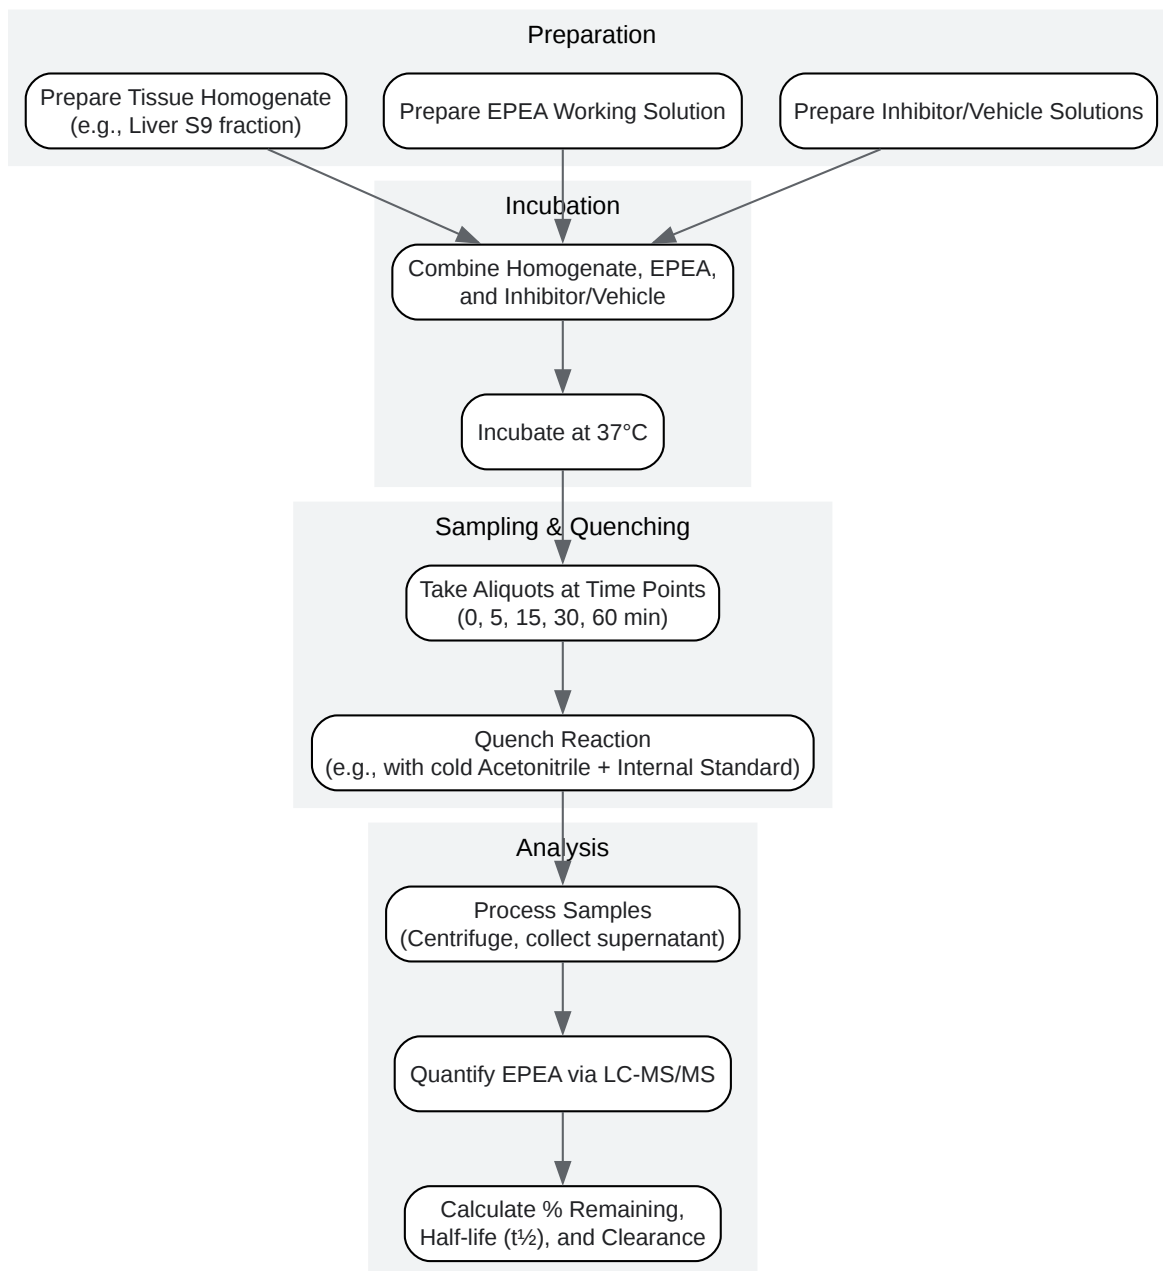 Preparation
Prepare Tissue Homogenate
(e.g., Liver S9 fraction)
Prepare EPEA Working Solution
Prepare Inhibitor/Vehicle Solutions
Incubation
Combine Homogenate, EPEA,
and Inhibitor/Vehicle
Incubate at 37°C
Sampling & Quenching
Take Aliquots at Time Points
(0, 5, 15, 30, 60 min)
Quench Reaction
(e.g., with cold Acetonitrile + Internal Standard)
Analysis
Process Samples
(Centrifuge, collect supernatant)
Quantify EPEA via LC-MS/MS
Calculate % Remaining,
Half-life (t½), and Clearance